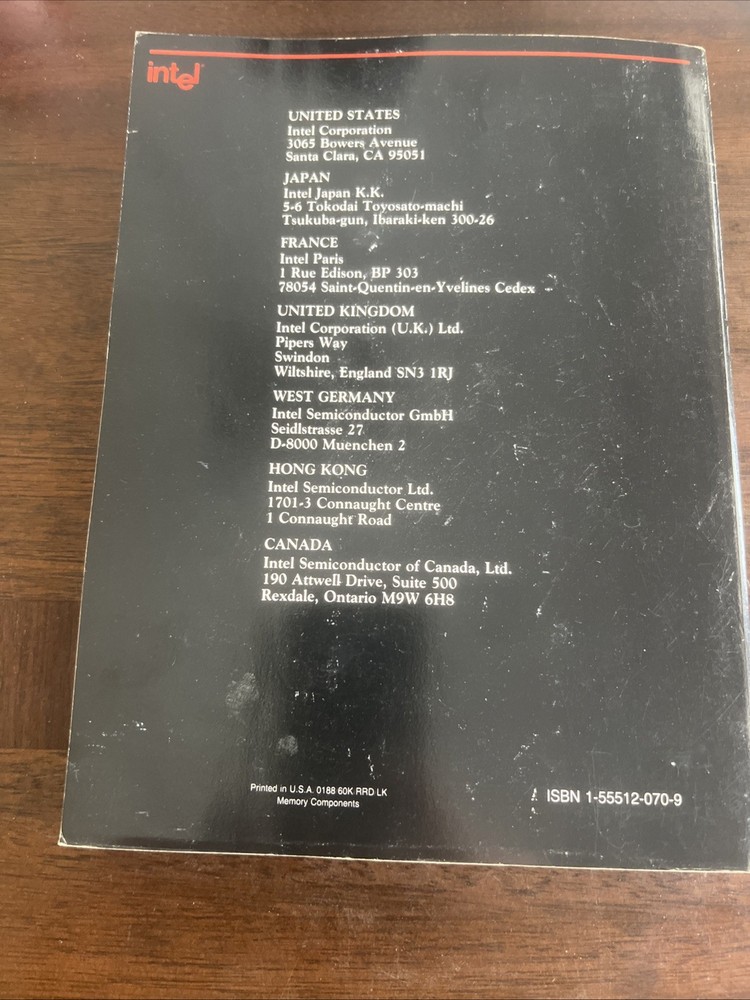 intel
UNITED STATES
Intel Corporation
3065 Bowers Avenue
Santa Clara, CA 95051
JAPAN
Intel Japan K.K.
5-6 Tokodai Toyosato-machi
Tsukuba-gun, Ibaraki-ken 300-26
FRANCE
Intel Paris
1 Rue Edison, BP 303
78054 Saint-Quentin-en-Yvelines Cedex
UNITED KINGDOM
Intel Corporation (U.K.) Ltd.
Pipers Way
Swindon
Wiltshire, England SN3 1RJ
WEST GERMANY
Intel Semiconductor GmbH
Seidlstrasse 27
D-8000 Muenchen 2
HONG KONG
Intel Semiconductor Ltd.
1701-3 Connaught Centre
1 Connaught Road
CANADA
Intel Semiconductor of Canada, Ltd.
190 Attwell Drive, Suite 500
Rexdale, Ontario M9W 6H8
Printed in U.S.A. 0188 60K RRD LK
Memory Components
ISBN 1-55512-070-9